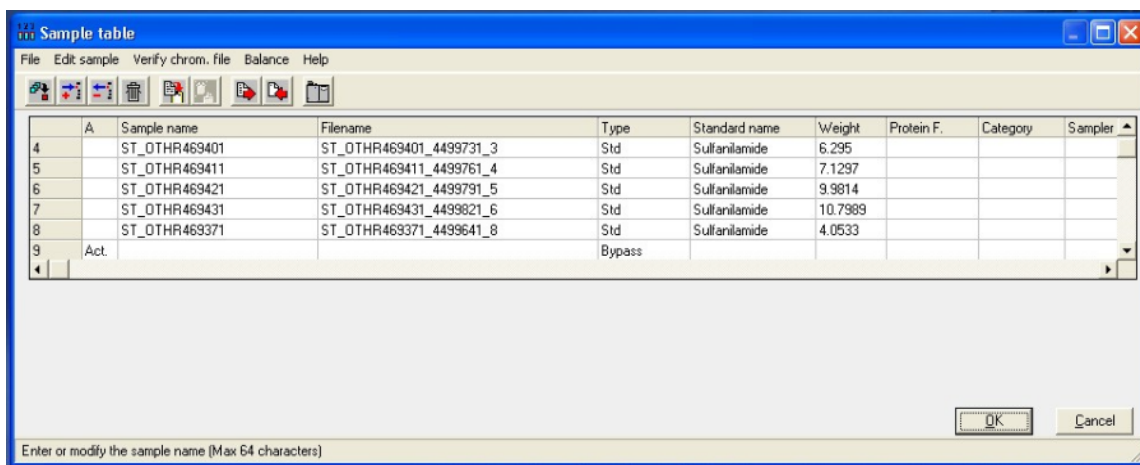 Sample table
File Edit sample Verify chrom. file Balance Help
A Sample name Filename Type Standard name Weight Protein F. Category Sampler
4 ST_OTHR469401 ST_OTHR469401_4499731_3 Std Sulfanilamide 6.295
5 ST_OTHR469411 ST_OTHR469411_4499761_4 Std Sulfanilamide 7.1297
6 ST_OTHR469421 ST_OTHR469421_4499791_5 Std Sulfanilamide 9.9814
7 ST_OTHR469431 ST_OTHR469431_4499821_6 Std Sulfanilamide 10.7989
8 ST_OTHR469371 ST_OTHR469371_4499641_8 Std Sulfanilamide 4.0533
9 Act. Bypass
OK Cancel
Enter or modify the sample name (Max 64 characters)